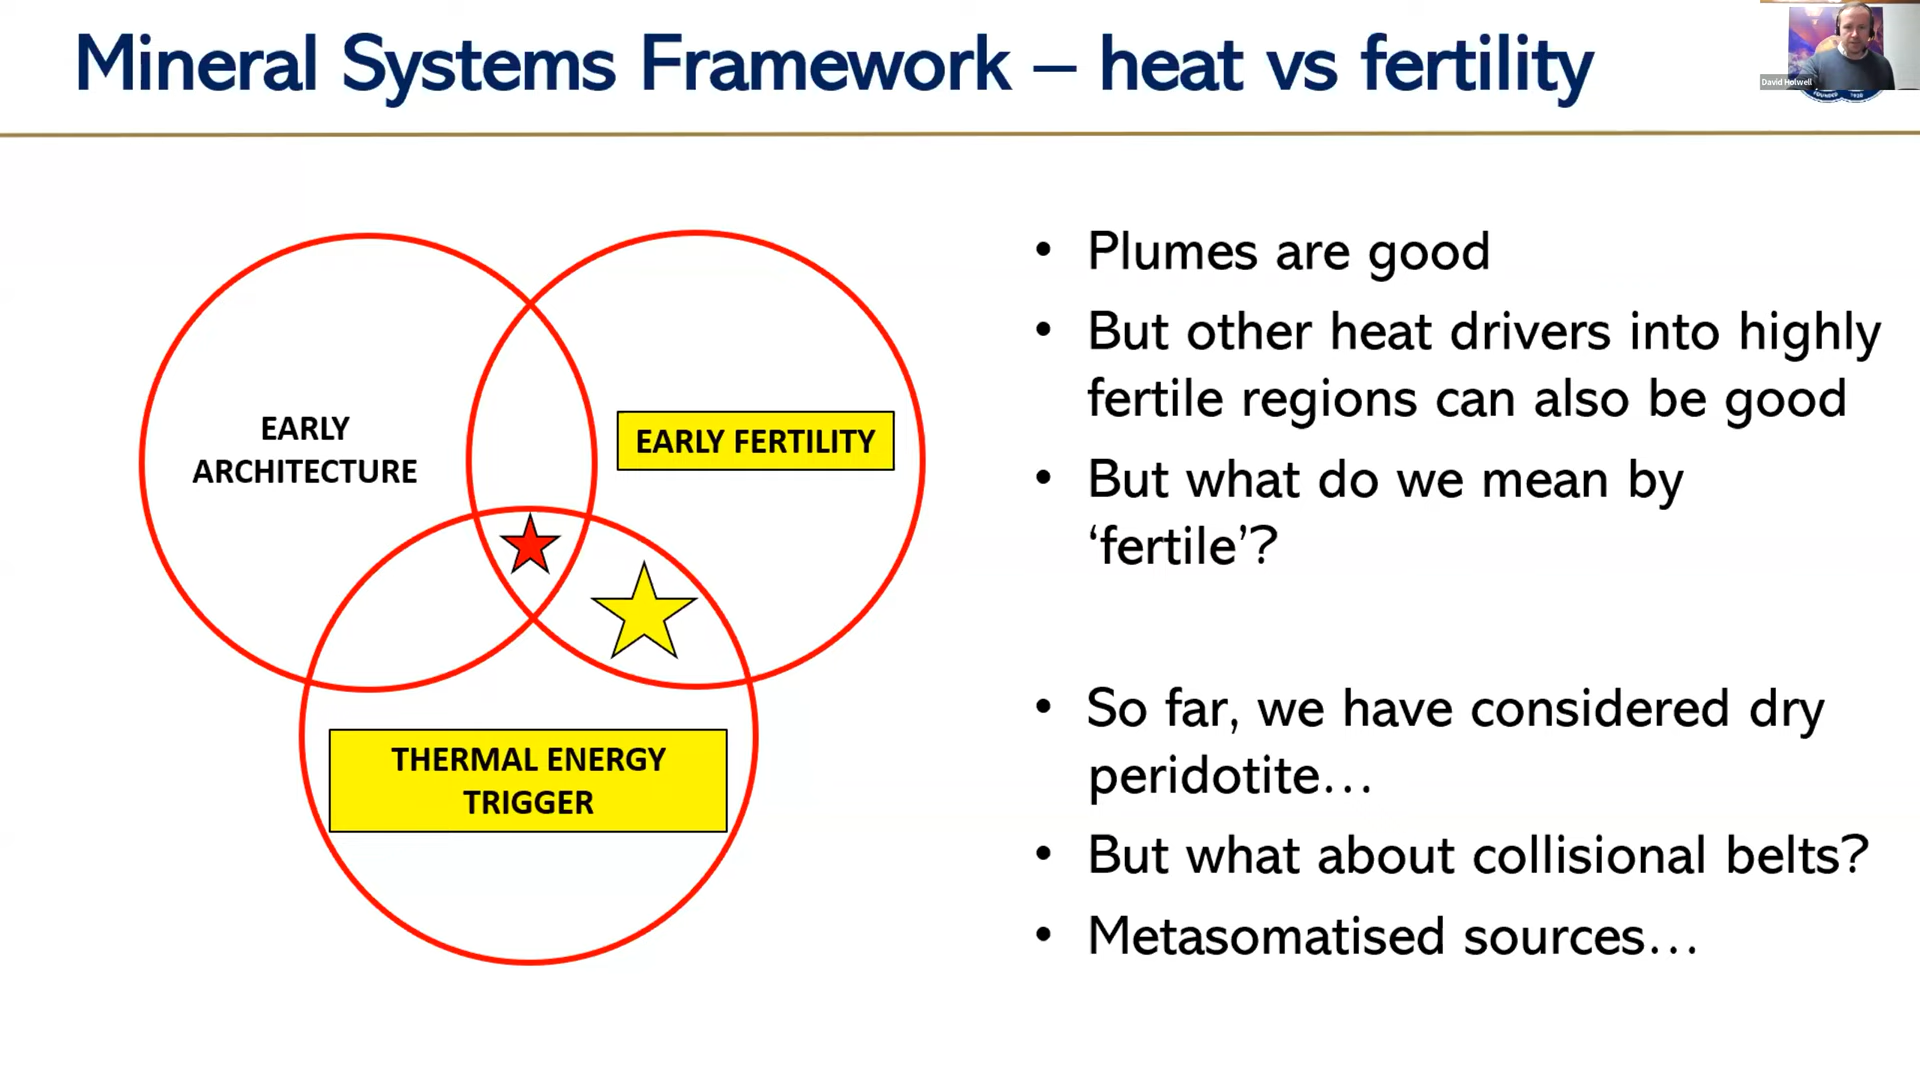 Mineral Systems Framework – heat vs fertility
David Holwell
FOUNDED 1920
EARLY
ARCHITECTURE
EARLY FERTILITY
THERMAL ENERGY
TRIGGER
• Plumes are good
• But other heat drivers into highly
fertile regions can also be good
• But what do we mean by
‘fertile’?
• So far, we have considered dry
peridotite…
• But what about collisional belts?
• Metasomatised sources…